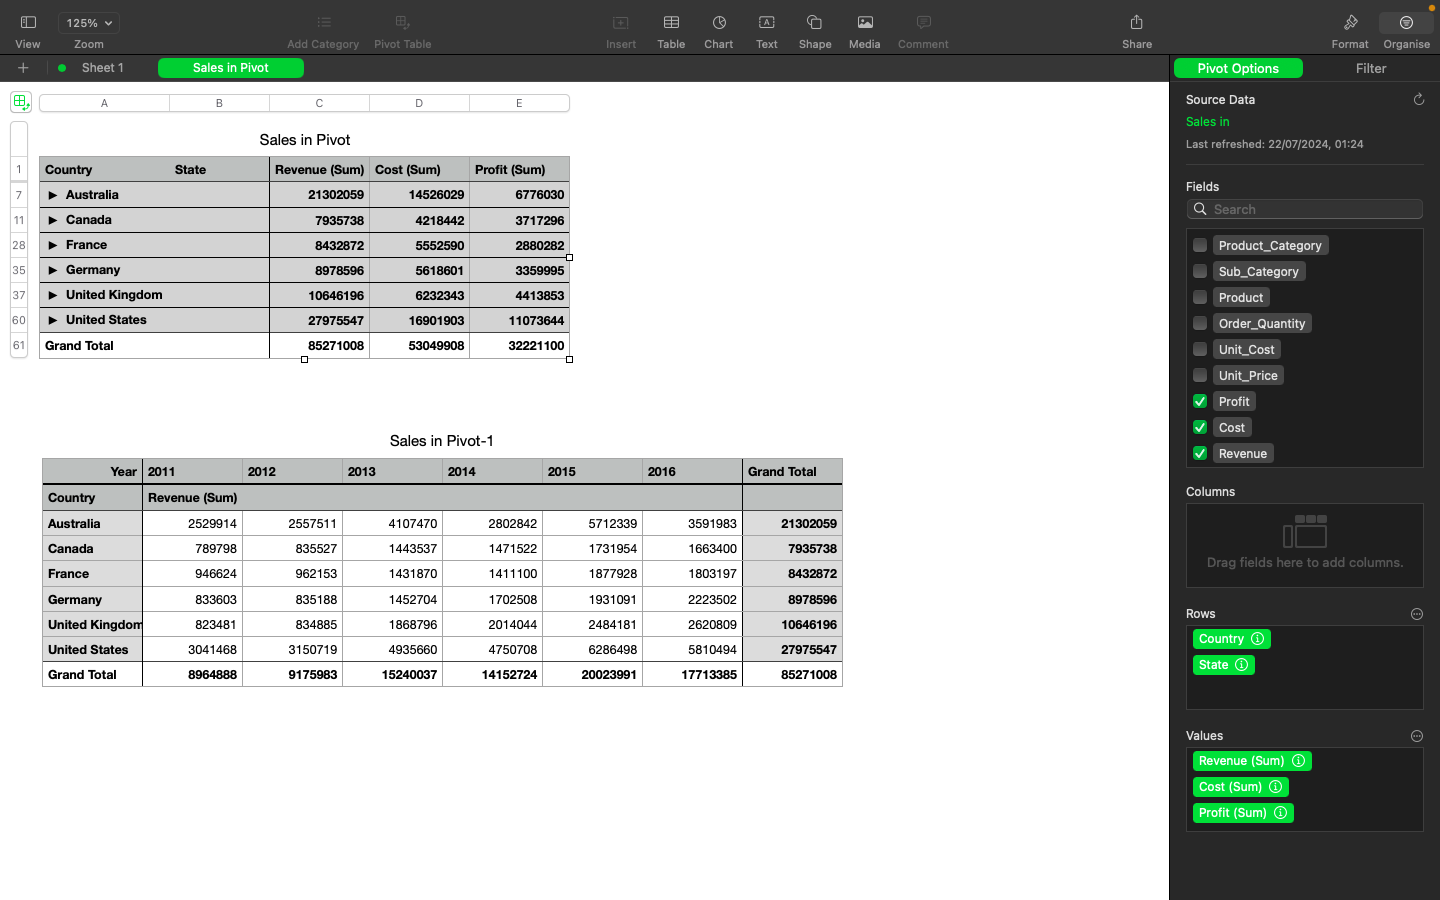 View
125%
Zoom
Add Category
Pivot Table
Insert
Table
Chart
Text
Shape
Media
Comment
Share
Format
Organise
Sheet 1
Sales in Pivot
Pivot Options
Filter
A B C D E
Sales in Pivot
1 Country State Revenue (Sum) Cost (Sum) Profit (Sum)
7 Australia 21302059 14526029 6776030
11 Canada 7935738 4218442 3717296
28 France 8432872 5552590 2880282
35 Germany 8978596 5618601 3359995
37 United Kingdom 10646196 6232343 4413853
60 United States 27975547 16901903 11073644
61 Grand Total 85271008 53049908 32221100
Sales in Pivot-1
Year 2011 2012 2013 2014 2015 2016 Grand Total
Country Revenue (Sum)
Australia 2529914 2557511 4107470 2802842 5712339 3591983 21302059
Canada 789798 835527 1443537 1471522 1731954 1663400 7935738
France 946624 962153 1431870 1411100 1877928 1803197 8432872
Germany 833603 835188 1452704 1702508 1931091 2223502 8978596
United Kingdom 823481 834885 1868796 2014044 2484181 2620809 10646196
United States 3041468 3150719 4935660 4750708 6286498 5810494 27975547
Grand Total 8964888 9175983 15240037 14152724 20023991 17713385 85271008
Source Data
Sales in
Last refreshed: 22/07/2024, 01:24
Fields
Search
Product_Category
Sub_Category
Product
Order_Quantity
Unit_Cost
Unit_Price
Profit
Cost
Revenue
Columns
Drag fields here to add columns.
Rows
Country
State
Values
Revenue (Sum)
Cost (Sum)
Profit (Sum)